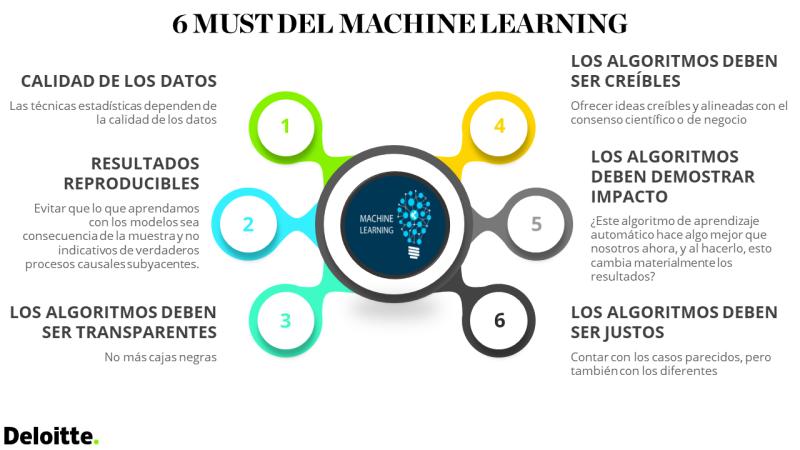 6 MUST DEL MACHINE LEARNING
CALIDAD DE LOS DATOS
Las técnicas estadísticas dependen de
la calidad de los datos
1
RESULTADOS
REPRODUCIBLES
Evitar que lo que aprendamos
con los modelos sea
consecuencia de la muestra y no
indicativos de verdaderos
procesos causales subyacentes.
2
LOS ALGORITMOS DEBEN
SER TRANSPARENTES
No más cajas negras
3
MACHINE
LEARNING
LOS ALGORITMOS DEBEN
SER CREÍBLES
Ofrecer ideas creíbles y alineadas con el
consenso científico o de negocio
4
LOS ALGORITMOS
DEBEN DEMOSTRAR
IMPACTO
¿Este algoritmo de aprendizaje
automático hace algo mejor que
nosotros ahora, y al hacerlo, esto
cambia materialmente los
resultados?
5
LOS ALGORITMOS DEBEN
SER JUSTOS
Contar con los casos parecidos, pero
también con los diferentes
6
Deloitte.